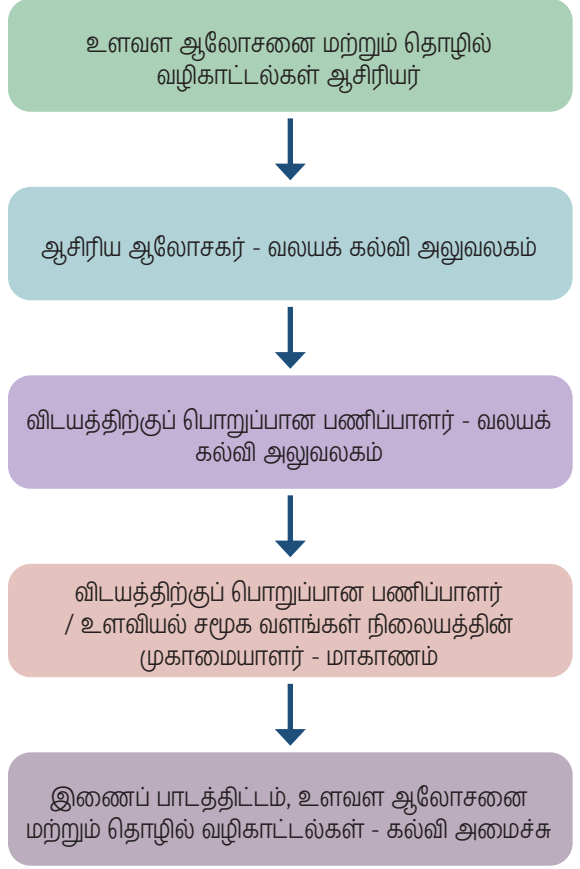 உளவள ஆலோசனை மற்றும் தொழில்
வழிகாட்டல்கள் ஆசிரியர்
ஆசிரிய ஆலோசகர் - வலயக் கல்வி அலுவலகம்
விடயத்திற்குப் பொறுப்பான பணிப்பாளர் - வலயக்
கல்வி அலுவலகம்
விடயத்திற்குப் பொறுப்பான பணிப்பாளர்
/ உளவியல் சமூக வளங்கள் நிலையத்தின்
முகாமையாளர் - மாகாணம்
இணைப் பாடத்திட்டம், உளவள ஆலோசனை
மற்றும் தொழில் வழிகாட்டல்கள் - கல்வி அமைச்சு